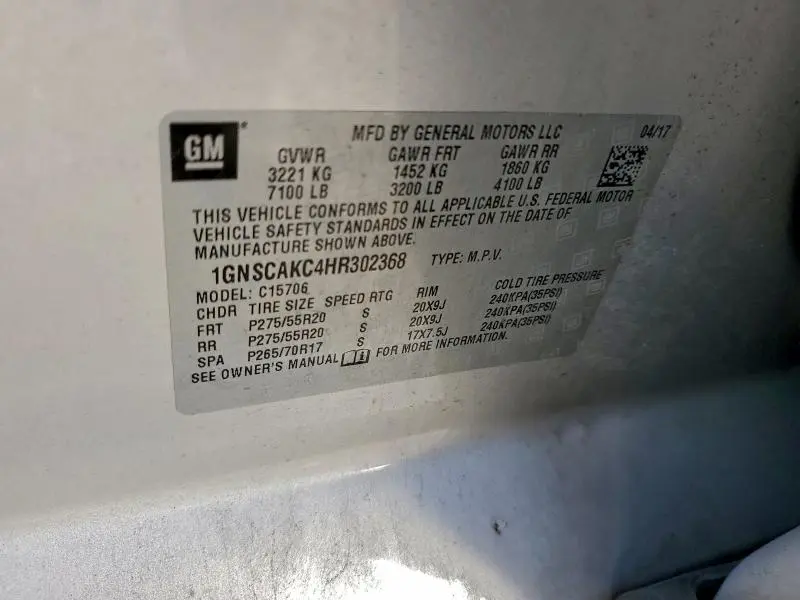 GM
MFD BY GENERAL MOTORS LLC 04/17
GVWR GAWR FRT GAWR RR
3221 KG 1452 KG 1860 KG
7100 LB 3200 LB 4100 LB
THIS VEHICLE CONFORMS TO ALL APPLICABLE U.S. FEDERAL MOTOR
VEHICLE SAFETY STANDARDS IN EFFECT ON THE DATE OF
MANUFACTURE SHOWN ABOVE.
1GNSCAKC4HR302368 TYPE: M.P.V.
MODEL: C15706
CHDR TIRE SIZE SPEED RTG RIM COLD TIRE PRESSURE
FRT P275/55R20 S 20X9J 240KPA(35PSI)
RR P275/55R20 S 20X9J 240KPA(35PSI)
SPA P265/70R17 S 17X7.5J 240KPA(35PSI)
SEE OWNER'S MANUAL FOR MORE INFORMATION.